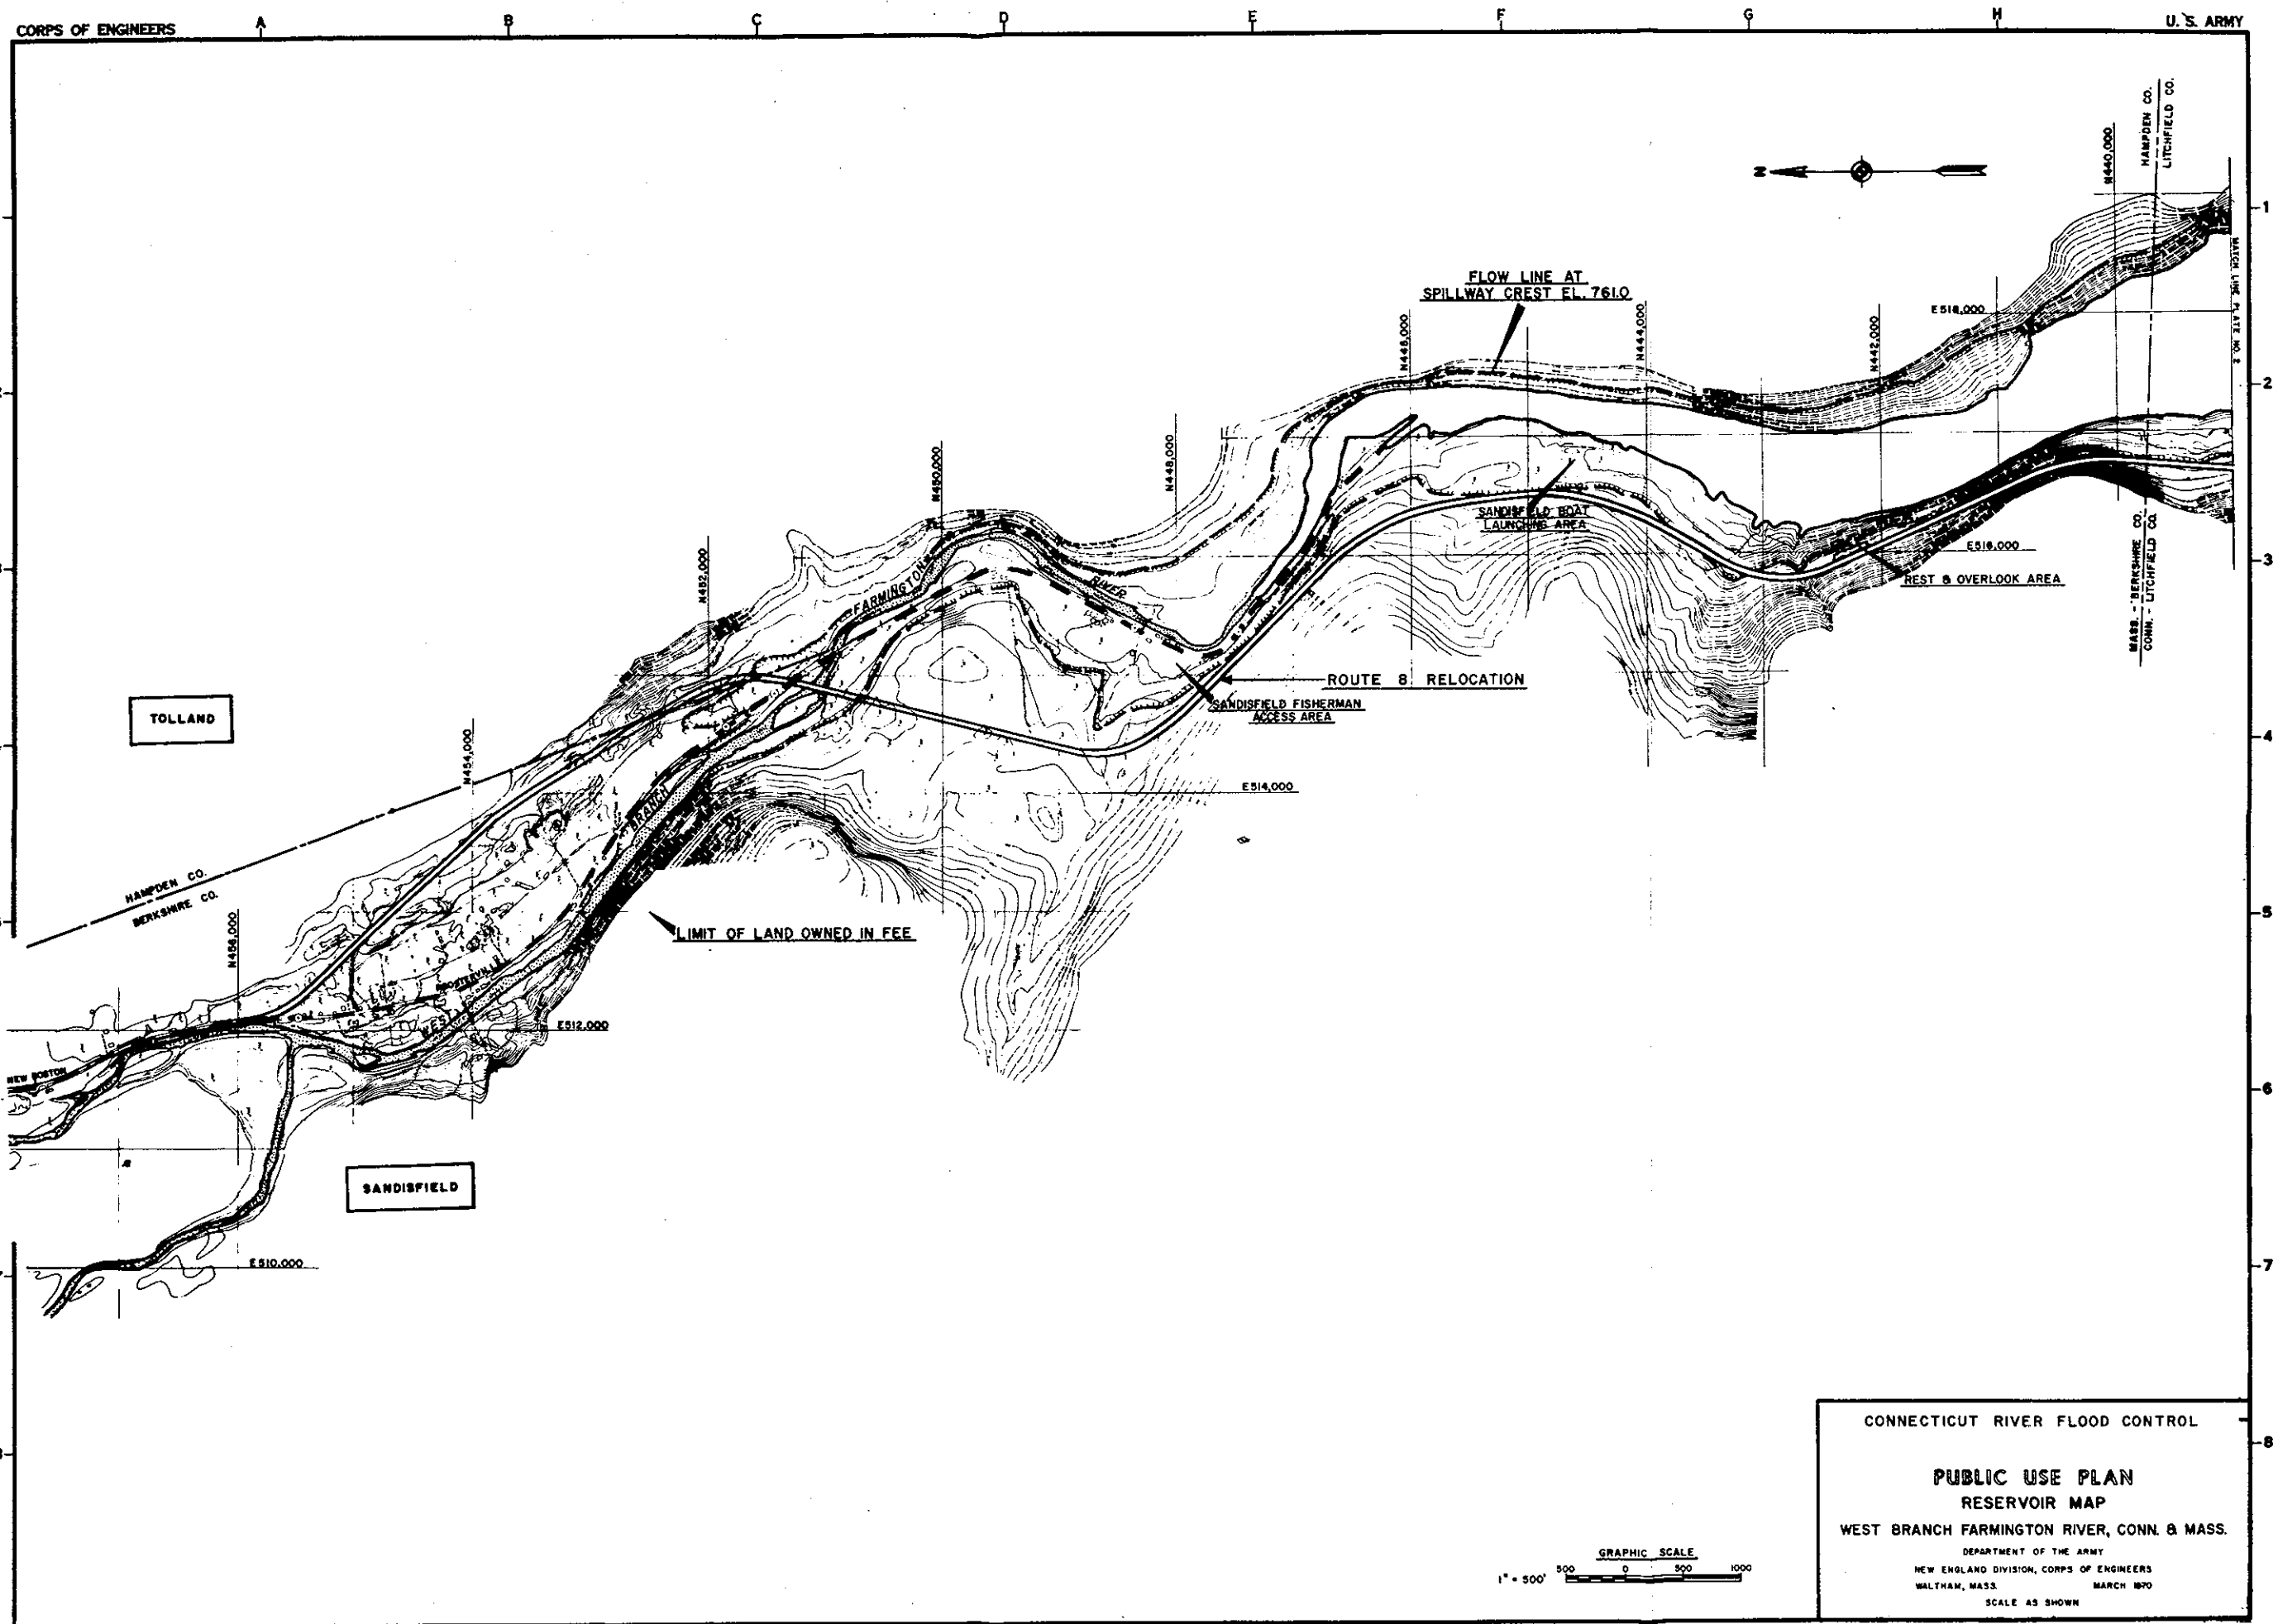 CORPS OF ENGINEERS
U. S. ARMY
A B C D E F G H
1
2
3
4
5
6
7
8
N
HAMPDEN CO.
LITCHFIELD CO.
N440,000
MATCH LINE PLATE NO. 2
FLOW LINE AT
SPILLWAY CREST EL. 761.0
E518,000
N446,000
N444,000
N442,000
N450,000
N448,000
SANDISFIELD BOAT
LAUNCHING AREA
E516,000
REST & OVERLOOK AREA
MASS. - BERKSHIRE CO.
CONN. - LITCHFIELD CO.
N452,000
FARMINGTON
RIVER
ROUTE 8 RELOCATION
SANDISFIELD FISHERMAN
ACCESS AREA
TOLLAND
N454,000
E514,000
BRANCH
HAMPDEN CO.
BERKSHIRE CO.
N456,000
LIMIT OF LAND OWNED IN FEE
WEST
E512,000
NEW BOSTON
SANDISFIELD
E510,000
CONNECTICUT RIVER FLOOD CONTROL
PUBLIC USE PLAN
RESERVOIR MAP
WEST BRANCH FARMINGTON RIVER, CONN. & MASS.
DEPARTMENT OF THE ARMY
NEW ENGLAND DIVISION, CORPS OF ENGINEERS
WALTHAM, MASS. MARCH 1970
SCALE AS SHOWN
GRAPHIC SCALE
1" = 500' 500 0 500 1000